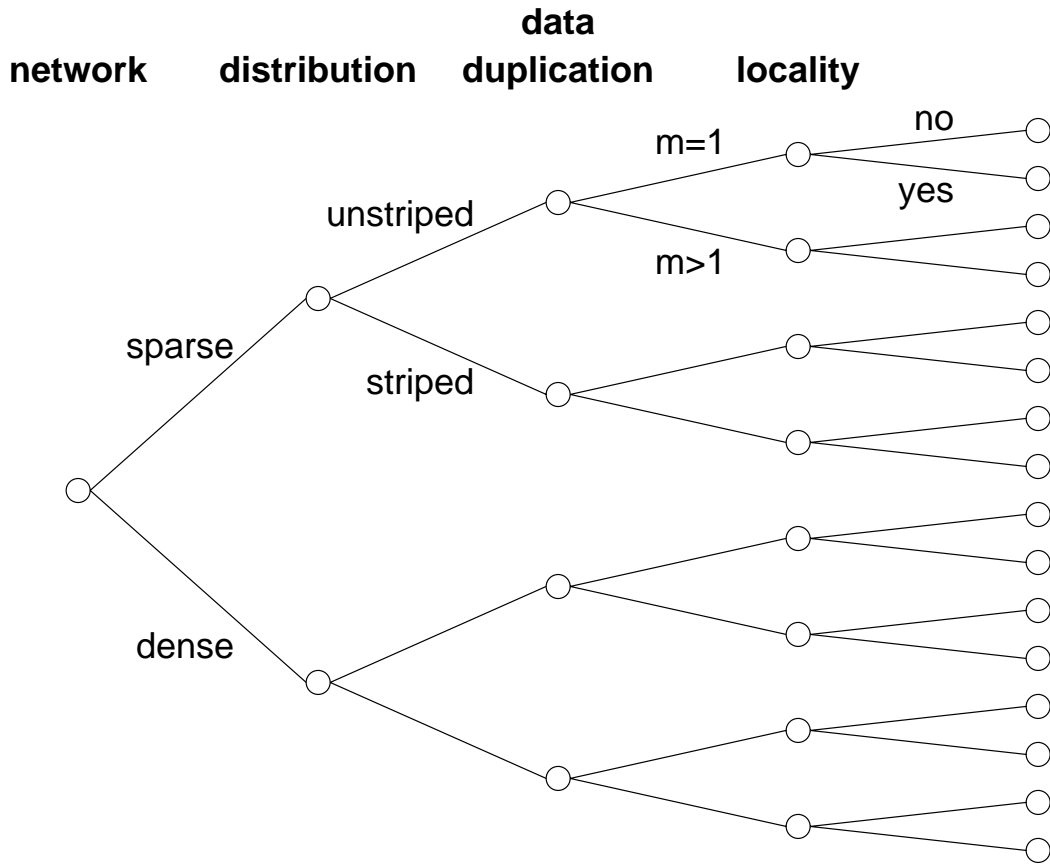 data
network distribution duplication locality
no
m=1
yes
unstriped
m>1
sparse
striped
dense